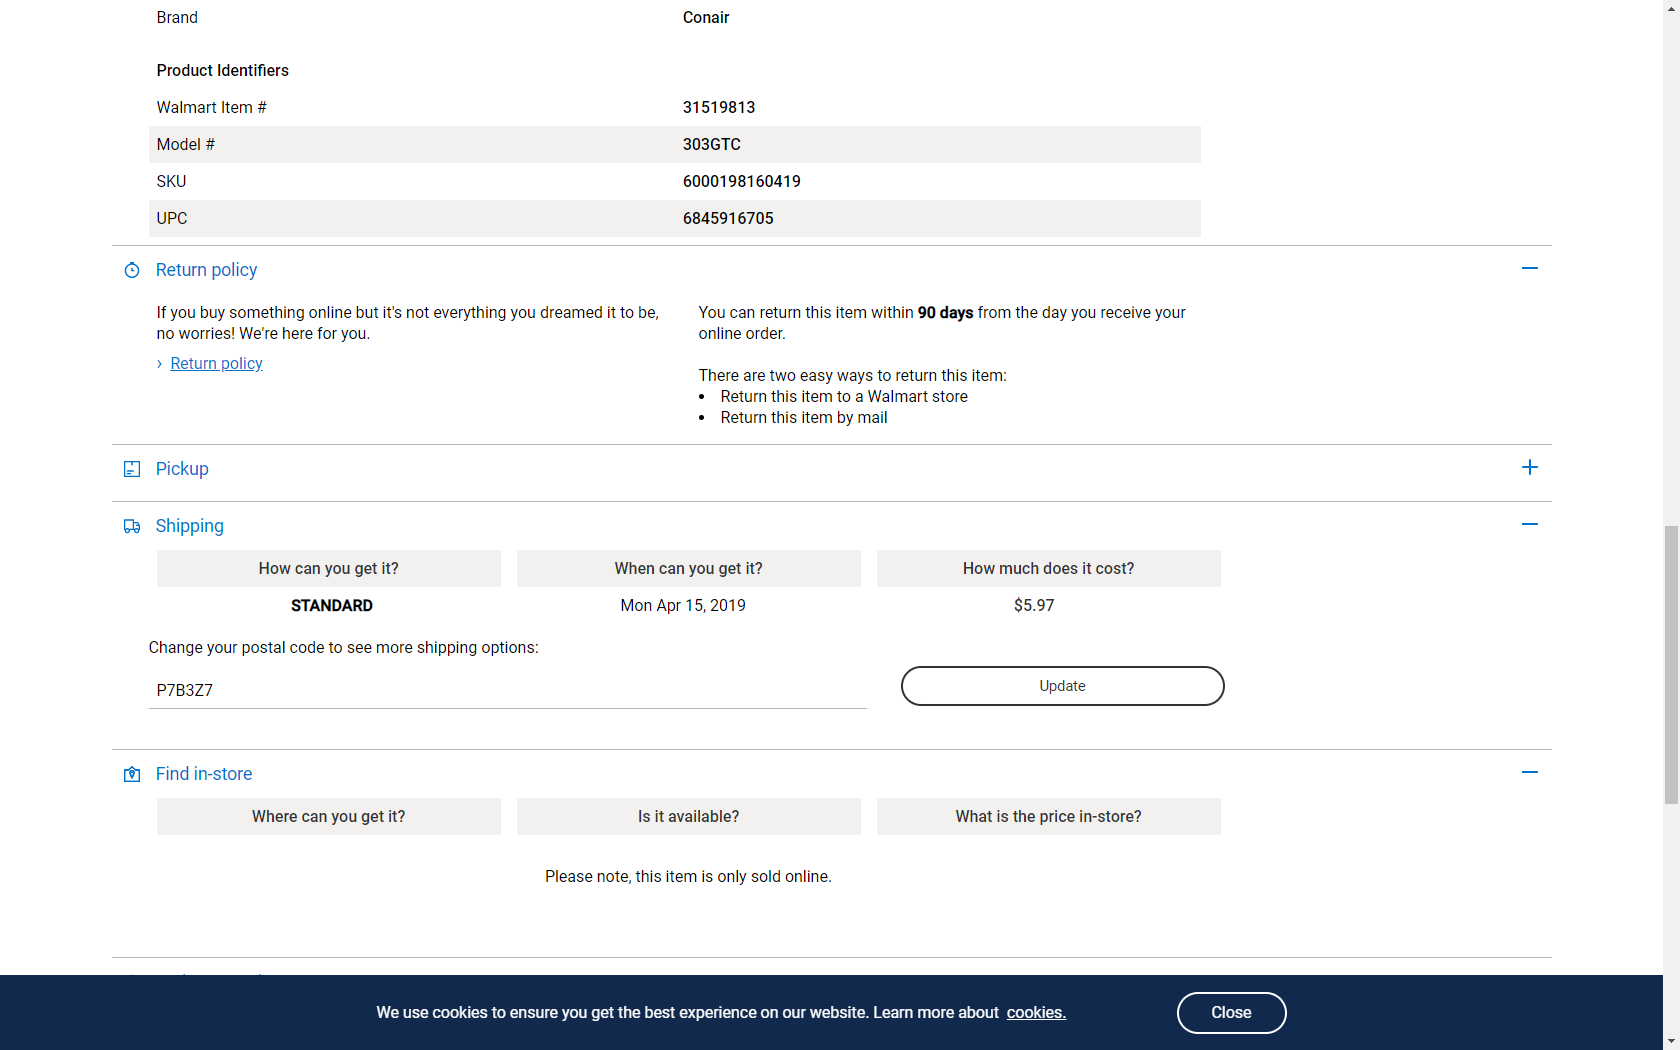 Brand Conair
Product Identifiers
Walmart Item # 31519813
Model # 303GTC
SKU 6000198160419
UPC 6845916705
Return policy
If you buy something online but it's not everything you dreamed it to be,
no worries! We're here for you.
› Return policy
You can return this item within 90 days from the day you receive your
online order.
There are two easy ways to return this item:
• Return this item to a Walmart store
• Return this item by mail
Pickup
Shipping
How can you get it? When can you get it? How much does it cost?
STANDARD Mon Apr 15, 2019 $5.97
Change your postal code to see more shipping options:
P7B3Z7
Update
Find in-store
Where can you get it? Is it available? What is the price in-store?
Please note, this item is only sold online.
We use cookies to ensure you get the best experience on our website. Learn more about cookies.
Close